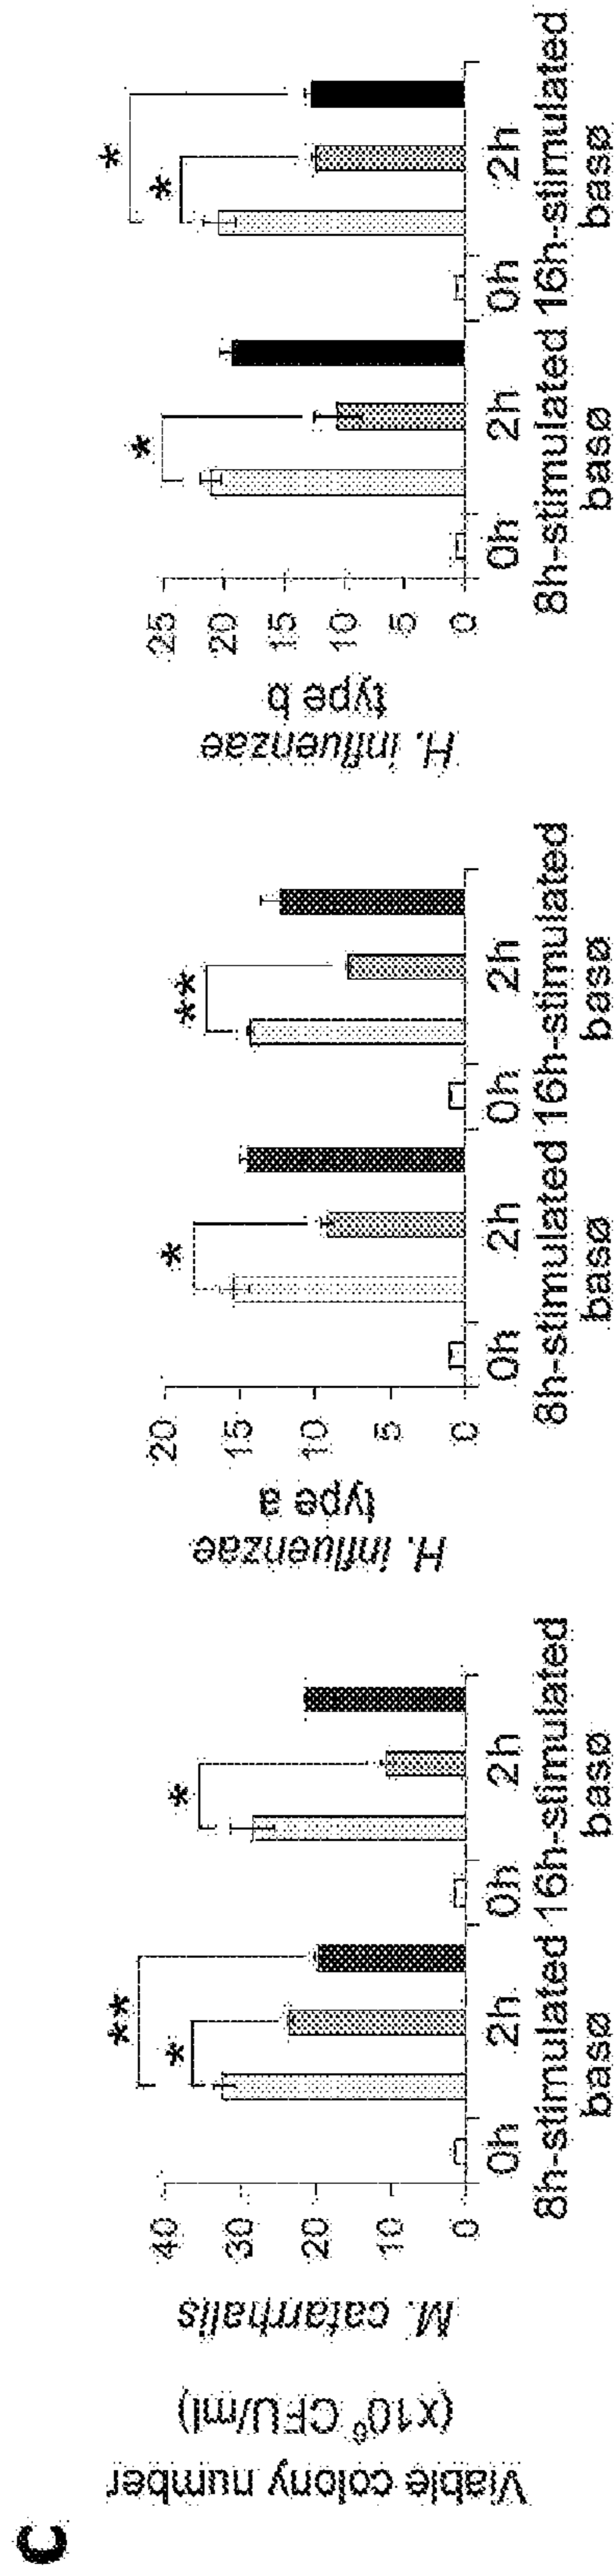 C
Viable colony number
(x10⁶ CFU/ml)
M. catarrhalis
40
30
20
10
0
** 
* *
0h 2h 0h 2h
8h-stimulated 16h-stimulated
basø basø
H. influenzae
type a
20
15
10
5
0
* **
0h 2h 0h 2h
8h-stimulated 16h-stimulated
basø basø
H. influenzae
type b
25
20
15
10
5
0
*
* *
0h 2h 0h 2h
8h-stimulated 16h-stimulated
basø basø